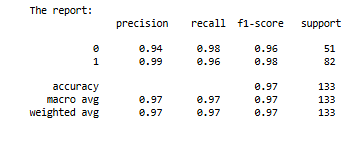 The report:
precision recall f1-score support
0 0.94 0.98 0.96 51
1 0.99 0.96 0.98 82
accuracy 0.97 133
macro avg 0.97 0.97 0.97 133
weighted avg 0.97 0.97 0.97 133